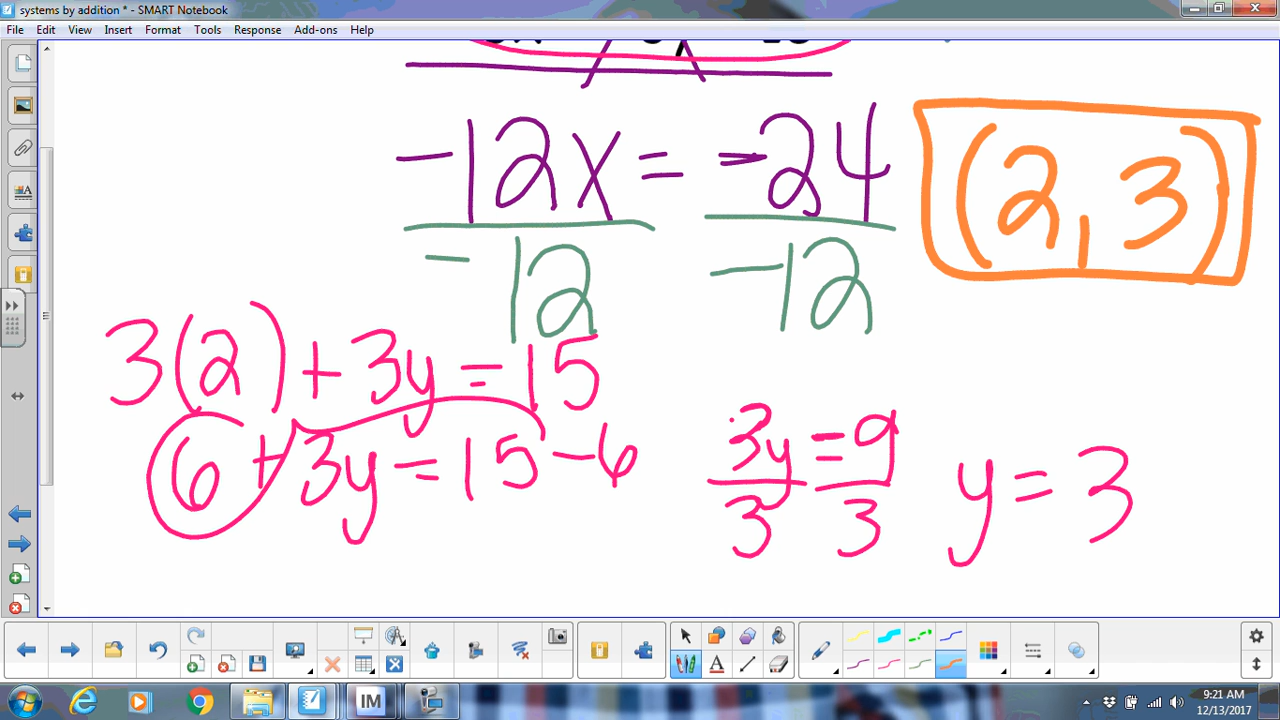 systems by addition * - SMART Notebook
File Edit View Insert Format Tools Response Add-ons Help
-12x = -24
-12 -12
(2, 3)
3(2) + 3y = 15
6 + 3y = 15 - 6
3y = 9
3 3
y = 3
IM
9:21 AM
12/13/2017